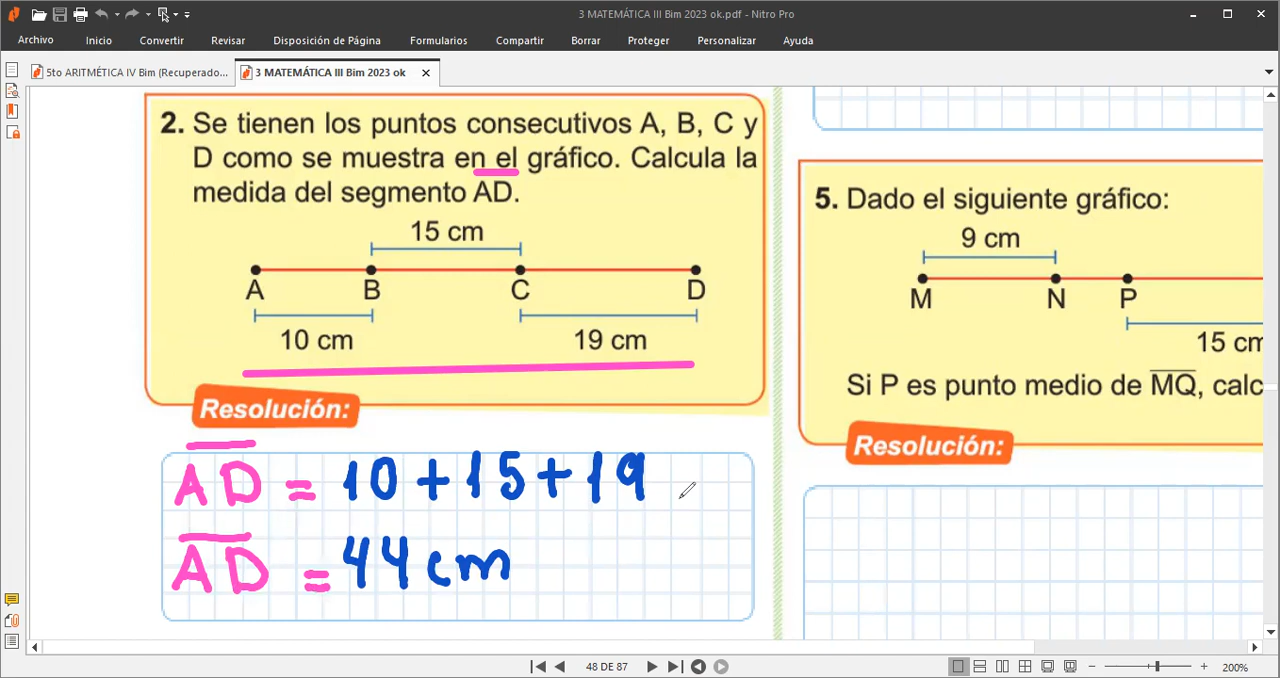 3 MATEMÁTICA III Bim 2023 ok.pdf - Nitro Pro
Archivo Inicio Convertir Revisar Disposición de Página Formularios Compartir Borrar Proteger Personalizar Ayuda
5to ARITMÉTICA IV Bim (Recuperado... 3 MATEMÁTICA III Bim 2023 ok
2. Se tienen los puntos consecutivos A, B, C y
D como se muestra en el gráfico. Calcula la
medida del segmento AD.
15 cm
A B C D
10 cm 19 cm
Resolución:
AD = 10 + 15 + 19
AD = 44 cm
5. Dado el siguiente gráfico:
9 cm
M N P
15 cm
Si P es punto medio de MQ, calc
Resolución:
48 DE 87
200%